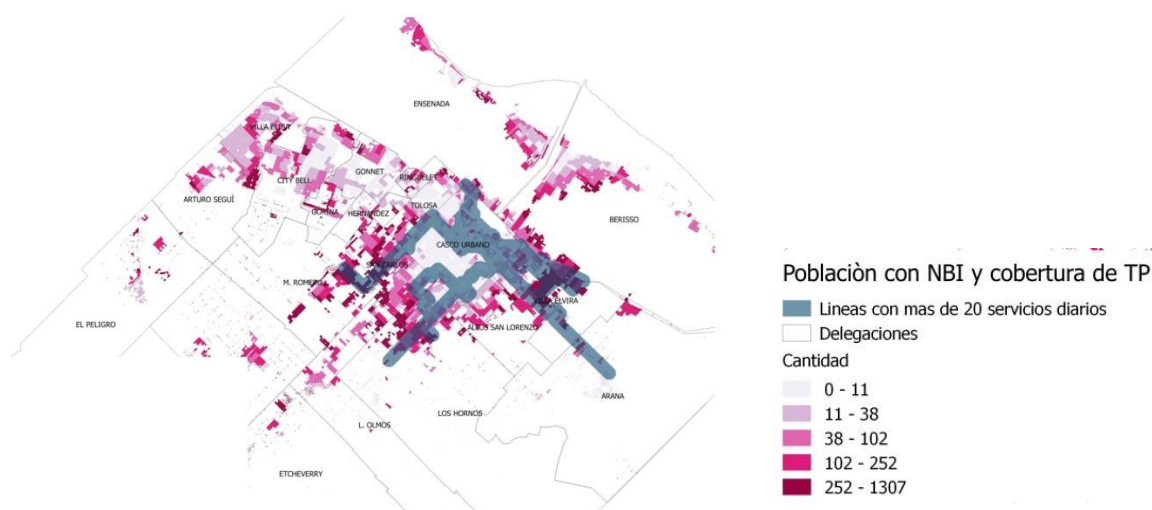 ENSENADA
VILLA ELISA
GONNET
CITY BELL
RINGUELET
ARTURO SEGUÍ
GORINA
HERNANDEZ
TOLOSA
BERISSO
CASCO URBANO
SAN CARLOS
M. ROMERO
VILLA ELVIRA
EL PELIGRO
ALTOS SAN LORENZO
ARANA
LOS HORNOS
L. OLMOS
ETCHEVERRY
Poblaciòn con NBI y cobertura de TP
Lineas con mas de 20 servicios diarios
Delegaciones
Cantidad
0 - 11
11 - 38
38 - 102
102 - 252
252 - 1307